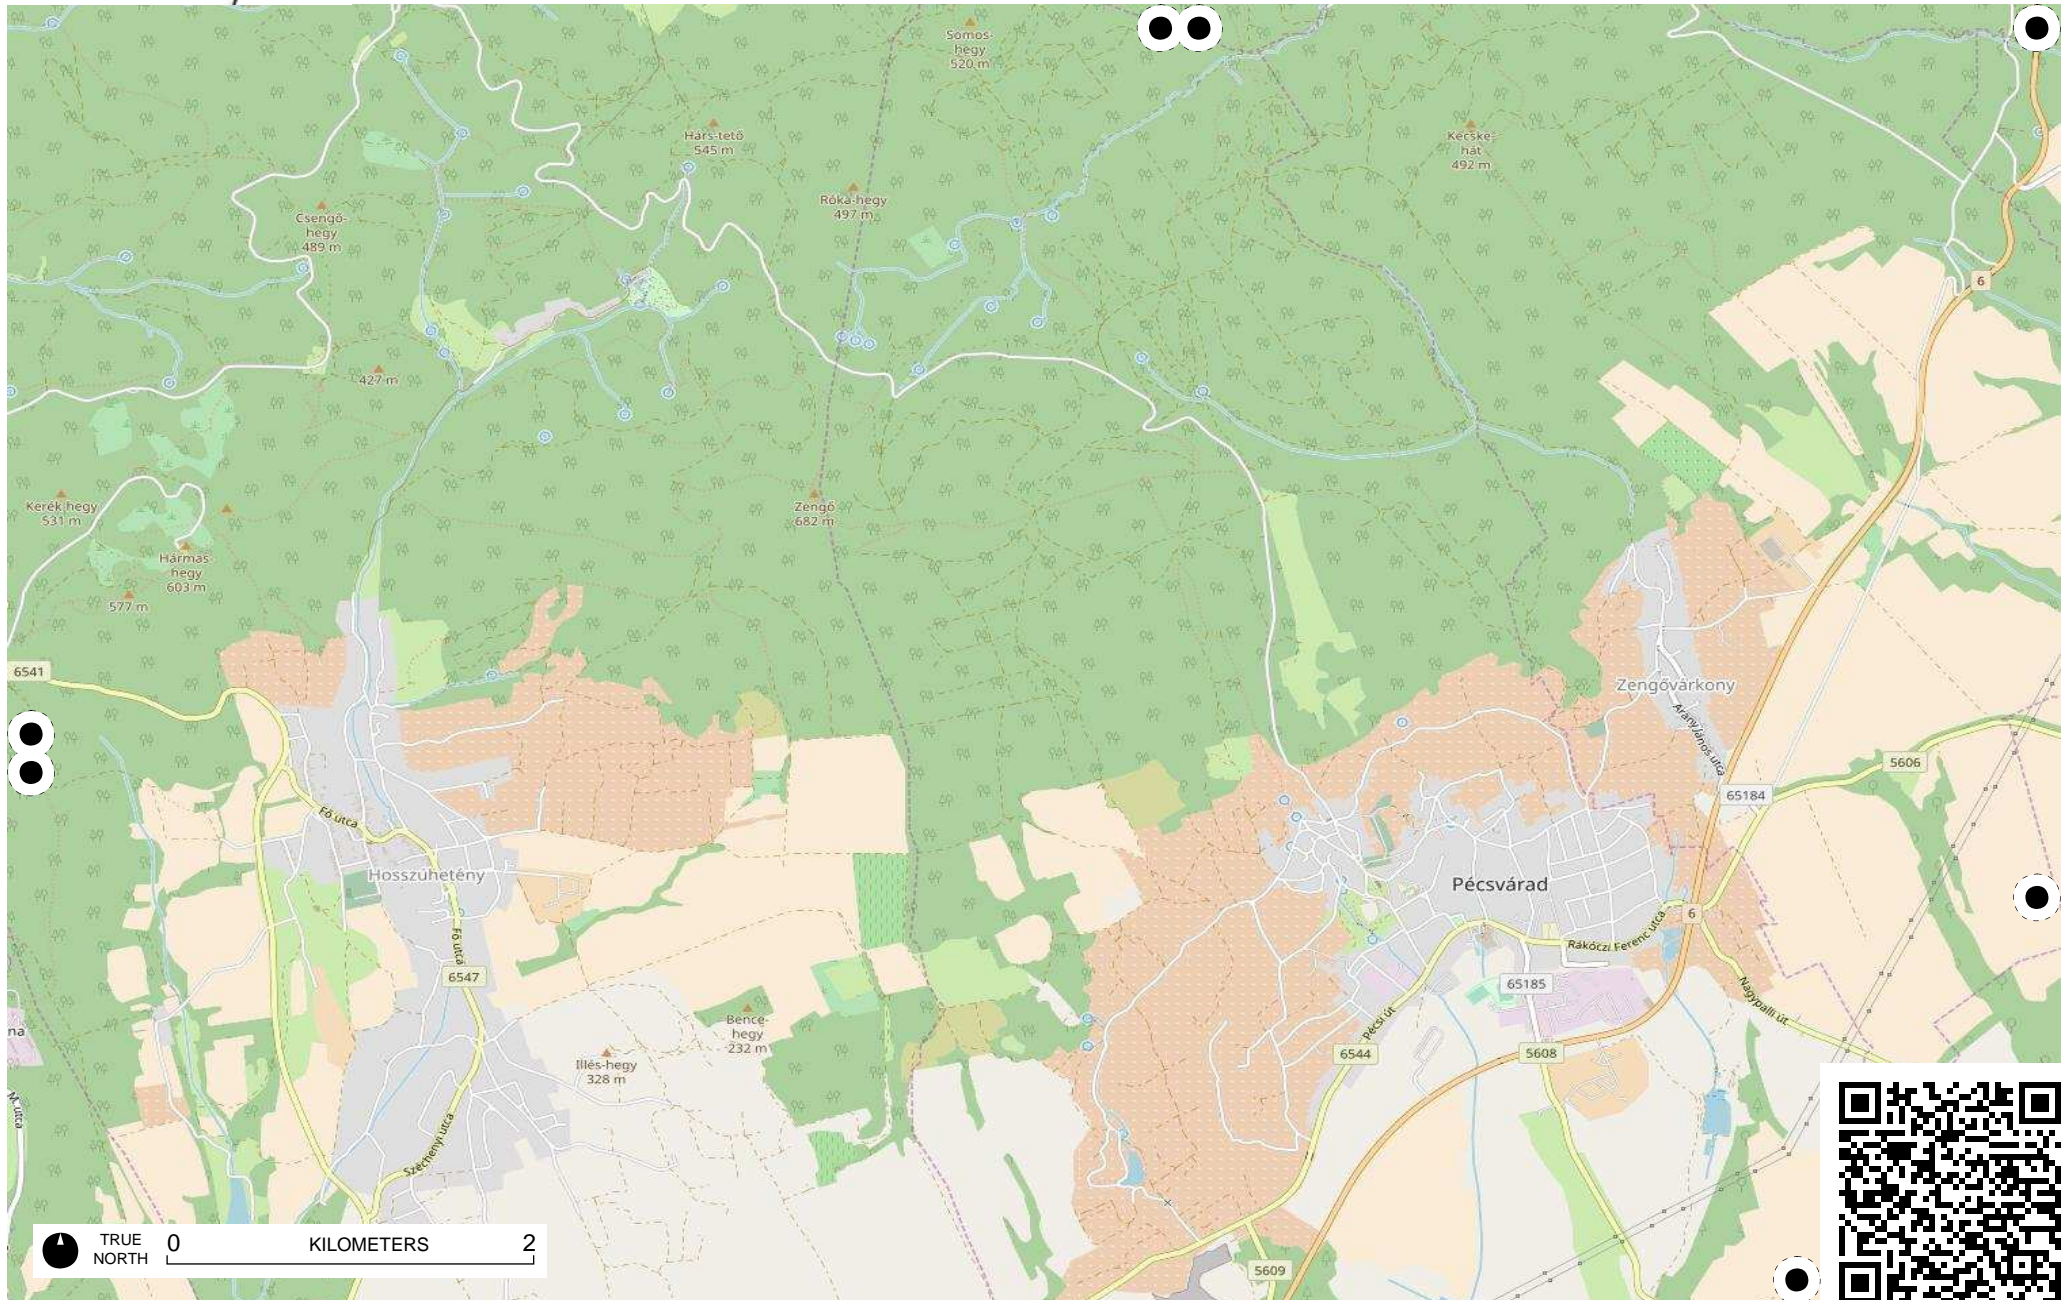 Somos-
hegy
520 m
Hárs-tető
545 m
Kecske-
hát
492 m
Róka-hegy
497 m
Csengő-
hegy
489 m
6
427 m
Kerék hegy
531 m
Zengő
682 m
Hármas-
hegy
603 m
577 m
6541
Zengővárkony
Arany János utca
5606
65184
Fő utca
Hosszúhetény
Pécsvárad
6
Rákóczi Ferenc utca
Fő utca
6547
65185
Nagypalli út
Bence-
hegy
232 m
Pécsi út
na
Illés-hegy
328 m
6544
5608
M. utca
Széchenyi utca
TRUE
NORTH
0 KILOMETERS 2
5609